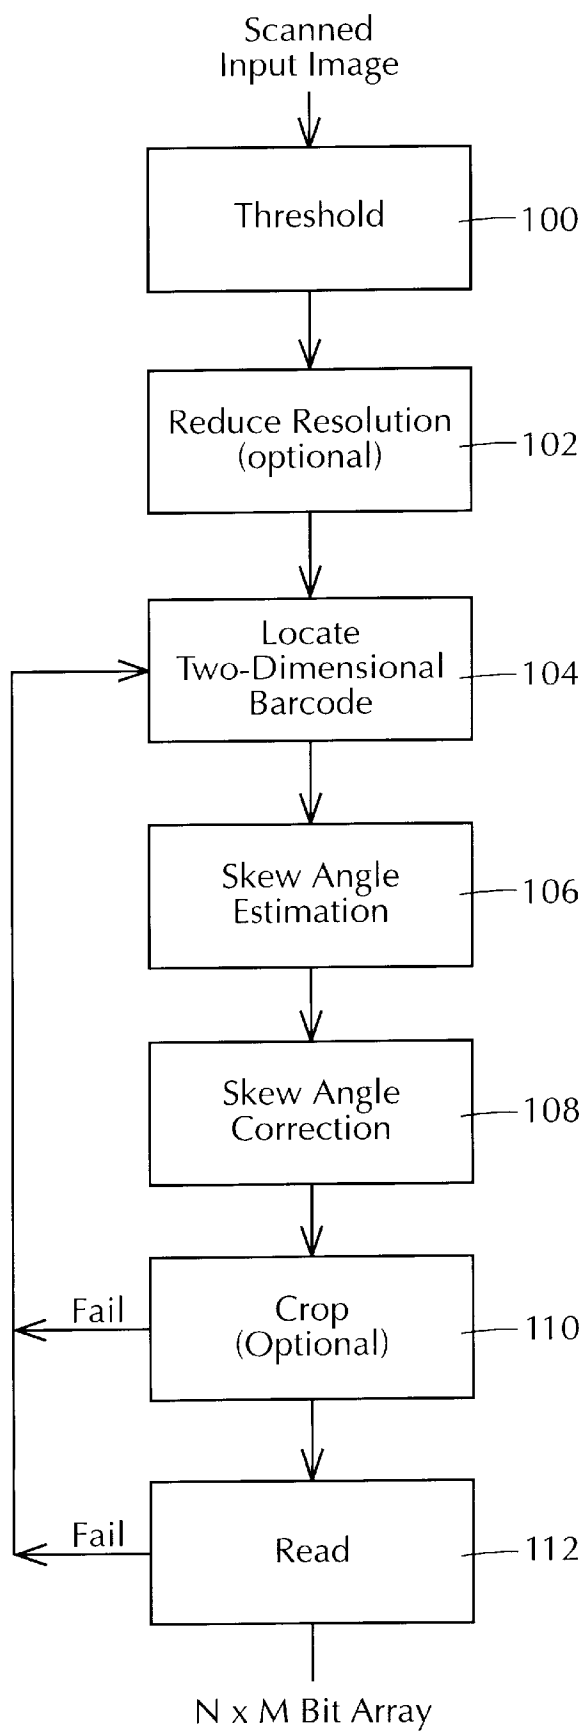 Scanned
Input Image
Threshold
100
Reduce Resolution
(optional)
102
Locate
Two-Dimensional
Barcode
104
Skew Angle
Estimation
106
Skew Angle
Correction
108
Fail
Crop
(Optional)
110
Fail
Read
112
N x M Bit Array